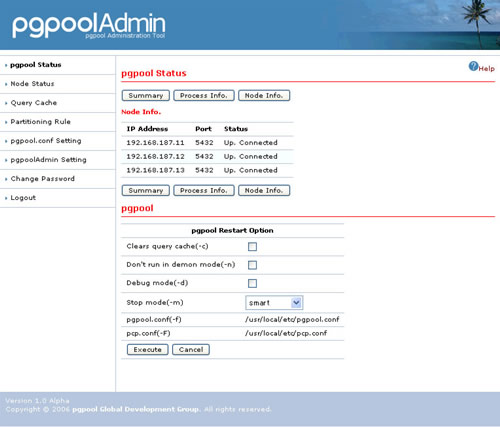 pgpoolAdmin
pgpool Administration Tool
pgpool Status
Node Status
Query Cache
Partitioning Rule
pgpool.conf Setting
pgpoolAdmin Setting
Change Password
Logout
pgpool Status
?Help
Summary Process Info. Node Info.
Node Info.
IP Address Port Status
192.168.187.11 5432 Up. Connected
192.168.187.12 5432 Up. Connected
192.168.187.13 5432 Up. Connected
Summary Process Info. Node Info.
pgpool
pgpool Restart Option
Clears query cache(-c)
Don't run in demon mode(-n)
Debug mode(-d)
Stop mode(-m) smart
pgpool.conf(-f) /usr/local/etc/pgpool.conf
pcp.conf(-F) /usr/local/etc/pcp.conf
Execute Cancel
Version 1.0 Alpha
Copyright © 2006 pgpool Global Development Group. All rights reserved.